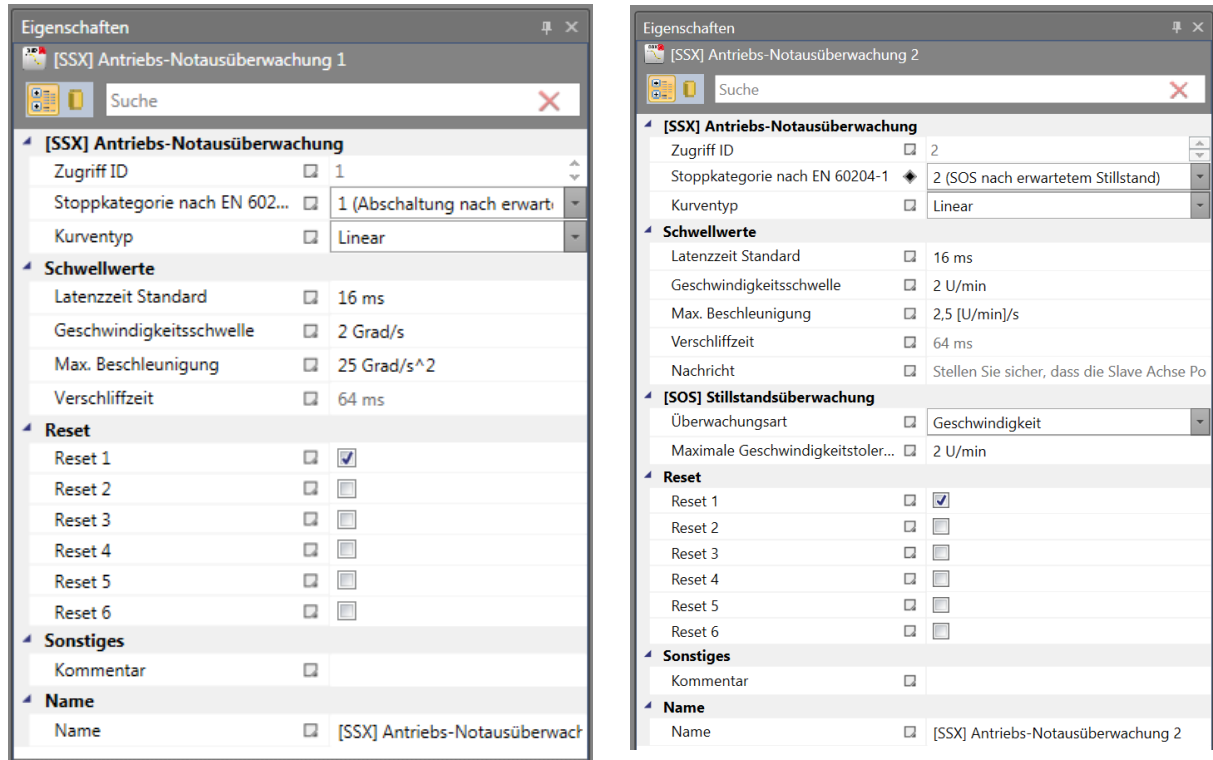 Eigenschaften
[SSX] Antriebs-Notausüberwachung 1
Suche
[SSX] Antriebs-Notausüberwachung
Zugriff ID 1
Stoppkategorie nach EN 602... 1 (Abschaltung nach erwart
Kurventyp Linear
Schwellwerte
Latenzzeit Standard 16 ms
Geschwindigkeitsschwelle 2 Grad/s
Max. Beschleunigung 25 Grad/s^2
Verschliffzeit 64 ms
Reset
Reset 1
Reset 2
Reset 3
Reset 4
Reset 5
Reset 6
Sonstiges
Kommentar
Name
Name [SSX] Antriebs-Notausüberwach
Eigenschaften
[SSX] Antriebs-Notausüberwachung 2
Suche
[SSX] Antriebs-Notausüberwachung
Zugriff ID 2
Stoppkategorie nach EN 60204-1 2 (SOS nach erwartetem Stillstand)
Kurventyp Linear
Schwellwerte
Latenzzeit Standard 16 ms
Geschwindigkeitsschwelle 2 U/min
Max. Beschleunigung 2,5 [U/min]/s
Verschliffzeit 64 ms
Nachricht Stellen Sie sicher, dass die Slave Achse Po
[SOS] Stillstandsüberwachung
Überwachungsart Geschwindigkeit
Maximale Geschwindigkeitstoler... 2 U/min
Reset
Reset 1
Reset 2
Reset 3
Reset 4
Reset 5
Reset 6
Sonstiges
Kommentar
Name
Name [SSX] Antriebs-Notausüberwachung 2